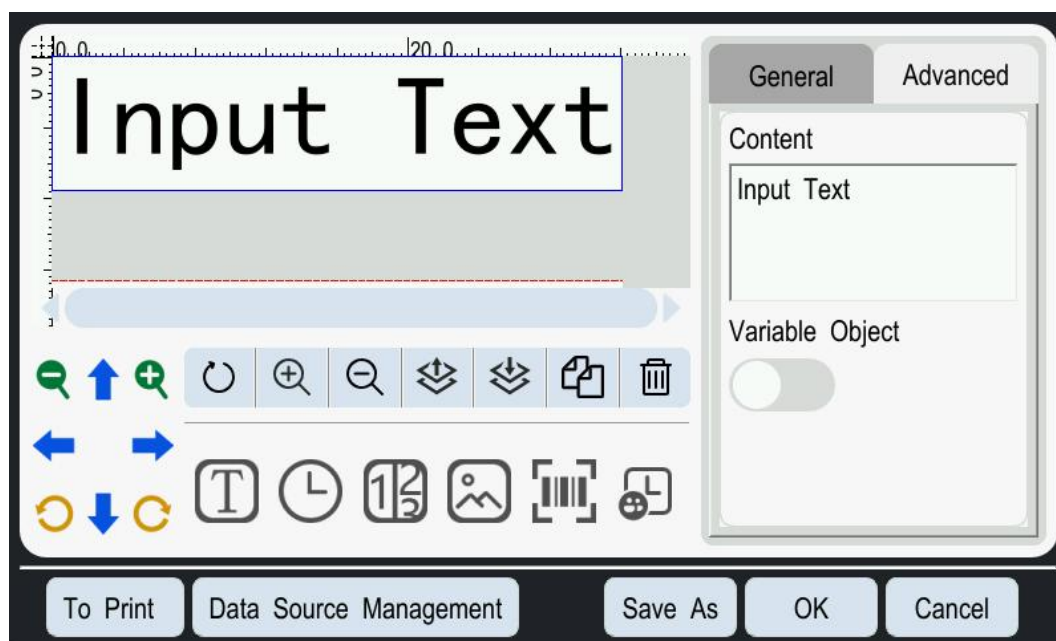 0.0 20.0
General Advanced
Input Text
Content
Input Text
Variable Object
T
123
To Print Data Source Management Save As OK Cancel